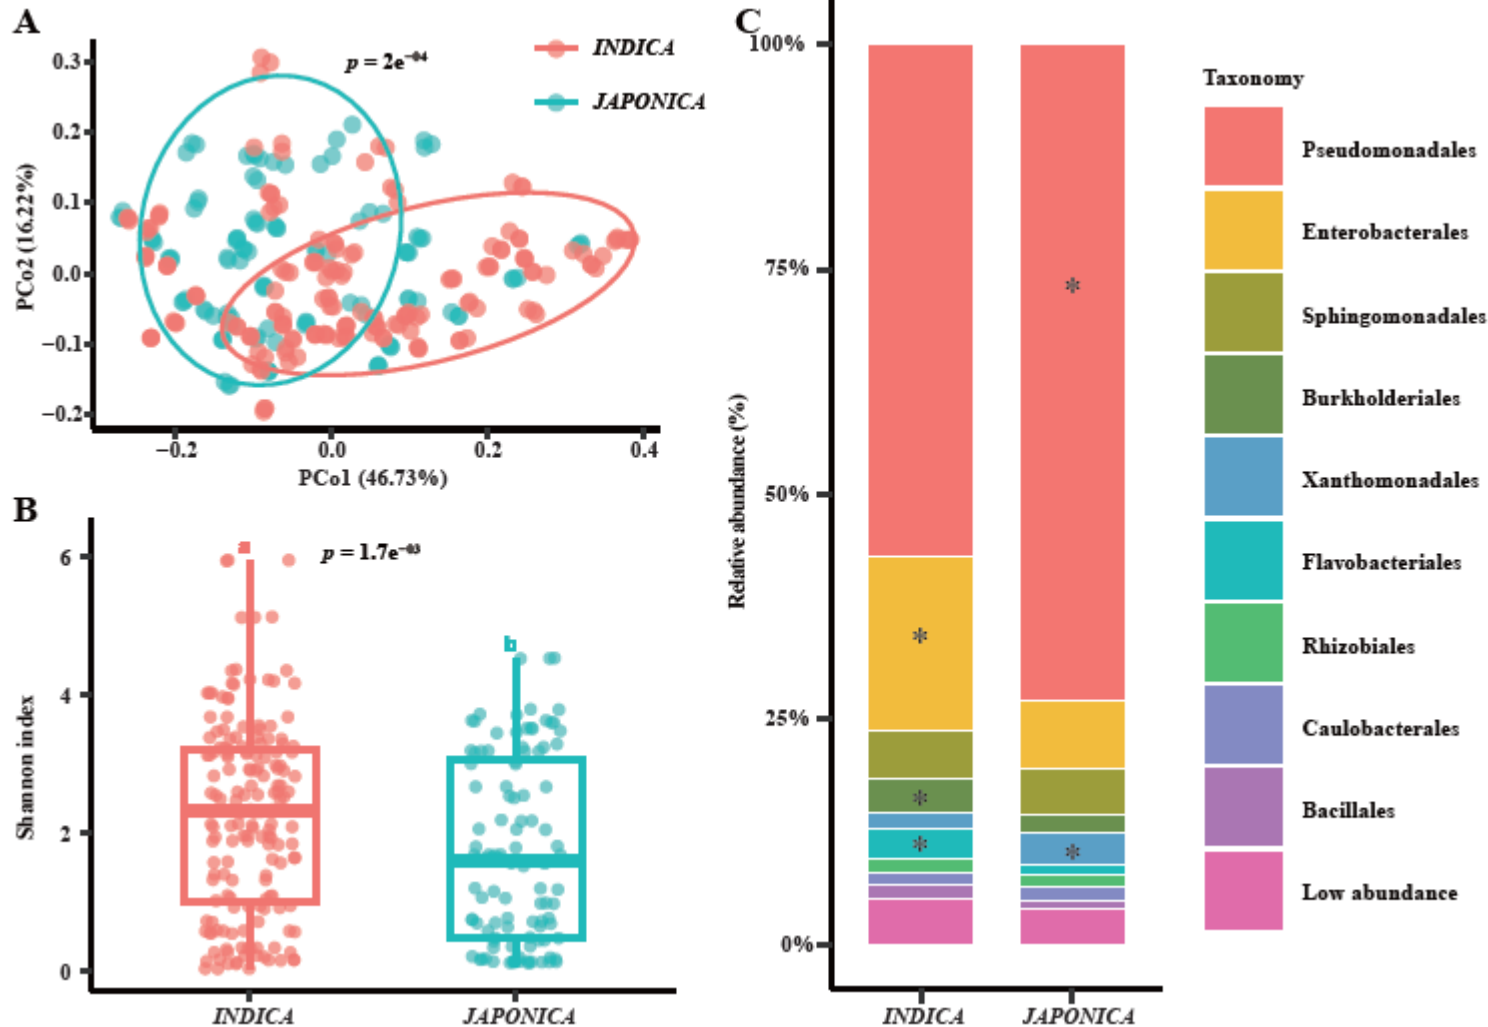 A
INDICA
JAPONICA
p = 2e⁻⁰⁴
0.3
0.2
0.1
0.0
−0.1
−0.2
PCo2 (16.22%)
−0.2
0.0
0.2
0.4
PCo1 (46.73%)
B
p = 1.7e⁻⁰³
a
b
6
4
2
0
Shannon index
INDICA
JAPONICA
C
100%
75%
50%
25%
0%
Relative abundance (%)
*
*
*
*
*
INDICA
JAPONICA
Taxonomy
Pseudomonadales
Enterobacterales
Sphingomonadales
Burkholderiales
Xanthomonadales
Flavobacteriales
Rhizobiales
Caulobacterales
Bacillales
Low abundance